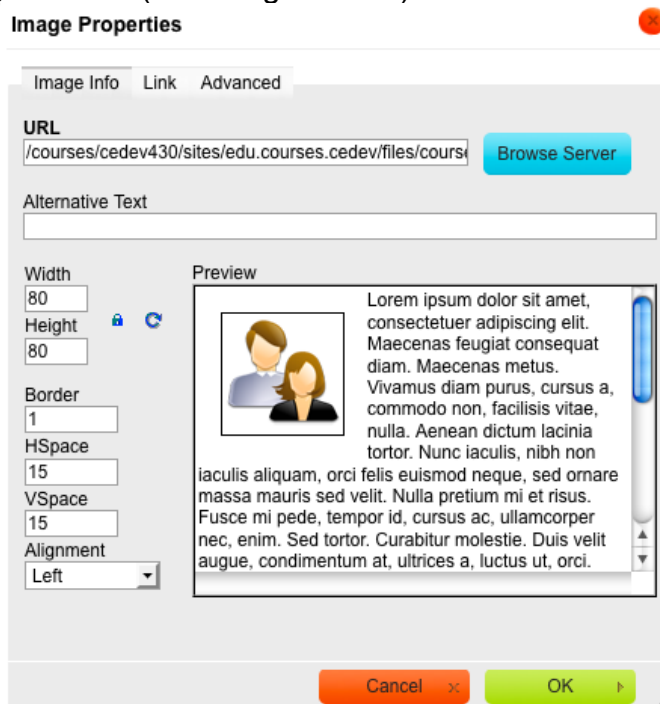 Image Properties
Image Info Link Advanced
URL
/courses/cedev430/sites/edu.courses.cedev/files/cours
Browse Server
Alternative Text
Width
80
Height
80
Border
1
HSpace
15
VSpace
15
Alignment
Left
Preview
Lorem ipsum dolor sit amet,
consectetuer adipiscing elit.
Maecenas feugiat consequat
diam. Maecenas metus.
Vivamus diam purus, cursus a,
commodo non, facilisis vitae,
nulla. Aenean dictum lacinia
tortor. Nunc iaculis, nibh non
iaculis aliquam, orci felis euismod neque, sed ornare
massa mauris sed velit. Nulla pretium mi et risus.
Fusce mi pede, tempor id, cursus ac, ullamcorper
nec, enim. Sed tortor. Curabitur molestie. Duis velit
augue, condimentum at, ultrices a, luctus ut, orci.
Cancel
OK